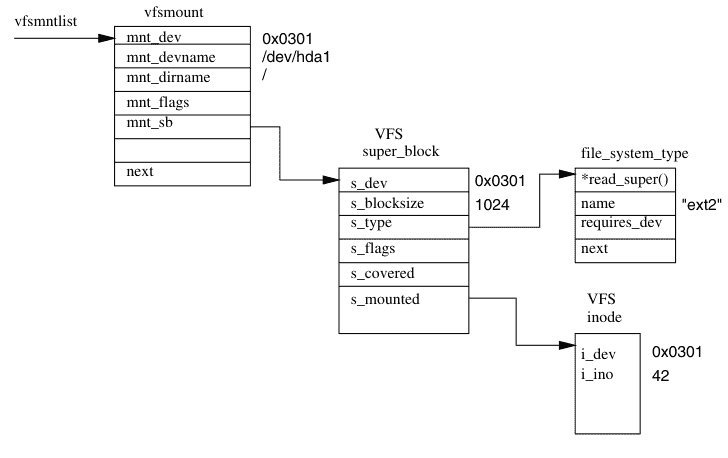 vfsmntlist
vfsmount
mnt_dev
0x0301
mnt_devname
/dev/hda1
mnt_dirname
/
mnt_flags
mnt_sb
next
VFS
super_block
s_dev
0x0301
s_blocksize
1024
s_type
s_flags
s_covered
s_mounted
file_system_type
*read_super()
name
"ext2"
requires_dev
next
VFS
inode
i_dev
0x0301
i_ino
42